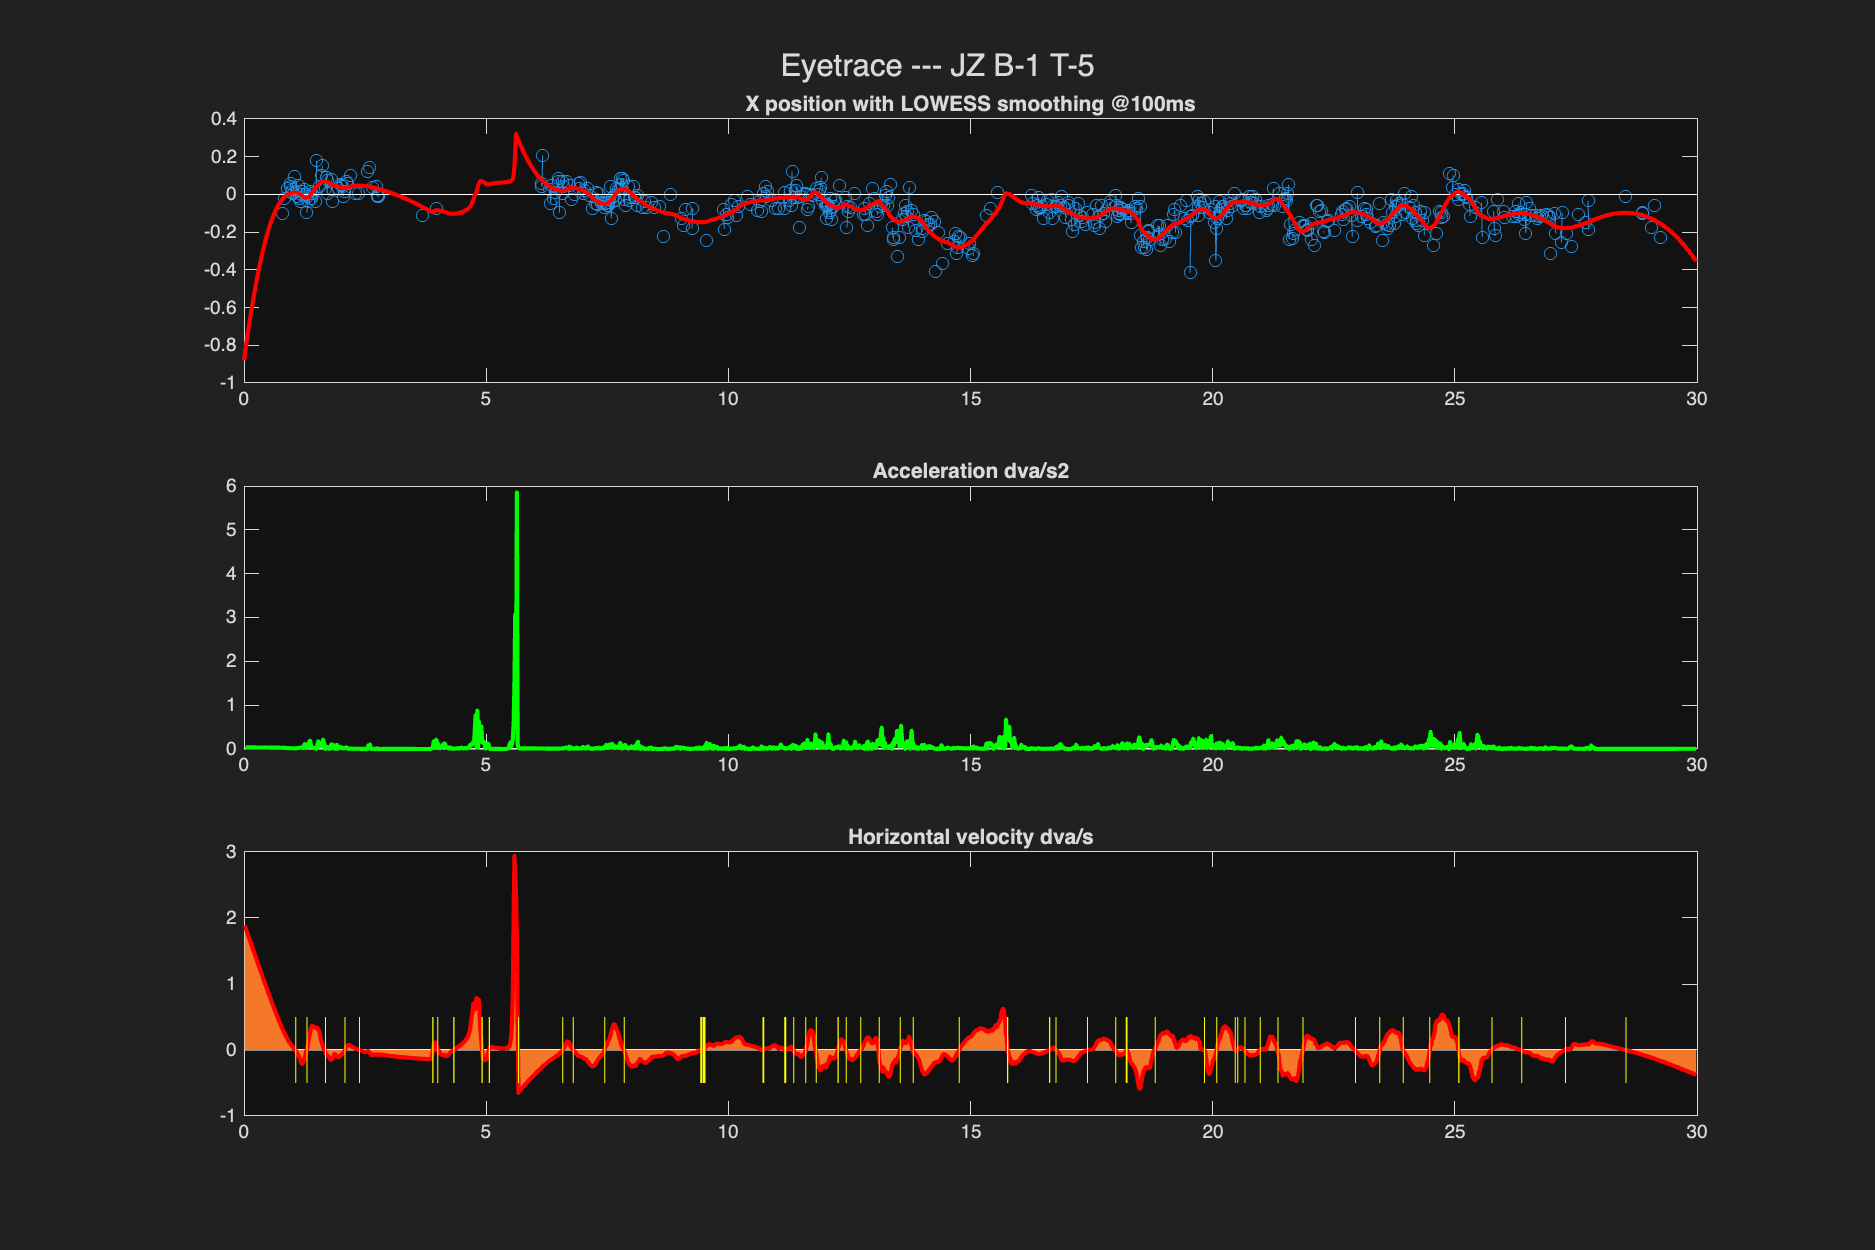 Eyetrace --- JZ B-1 T-5
X position with LOWESS smoothing @100ms
0.4
0.2
0
-0.2
-0.4
-0.6
-0.8
-1
0 5 10 15 20 25 30
Acceleration dva/s2
6
5
4
3
2
1
0
0 5 10 15 20 25 30
Horizontal velocity dva/s
3
2
1
0
-1
0 5 10 15 20 25 30